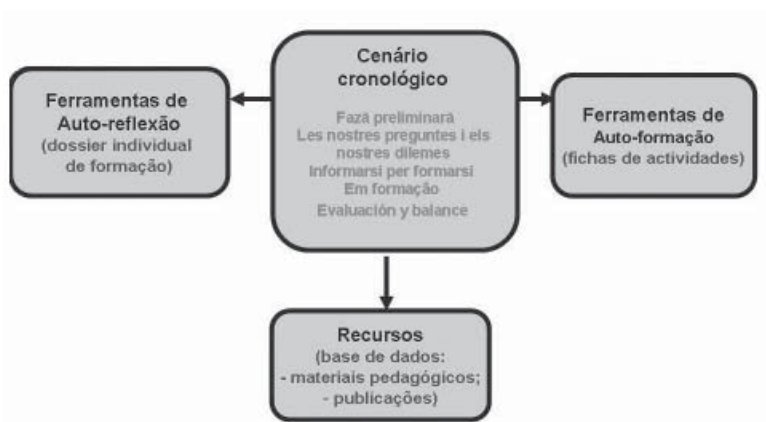 Cenário
cronológico
Fază preliminară
Les nostres preguntes i els
nostres dilemes
Informarsi per formarsi
Em formação
Evaluación y balance
Ferramentas de
Auto-reflexão
(dossier individual
de formação)
Ferramentas de
Auto-formação
(fichas de actividades)
Recursos
(base de dados:
- materiais pedagógicos;
- publicações)